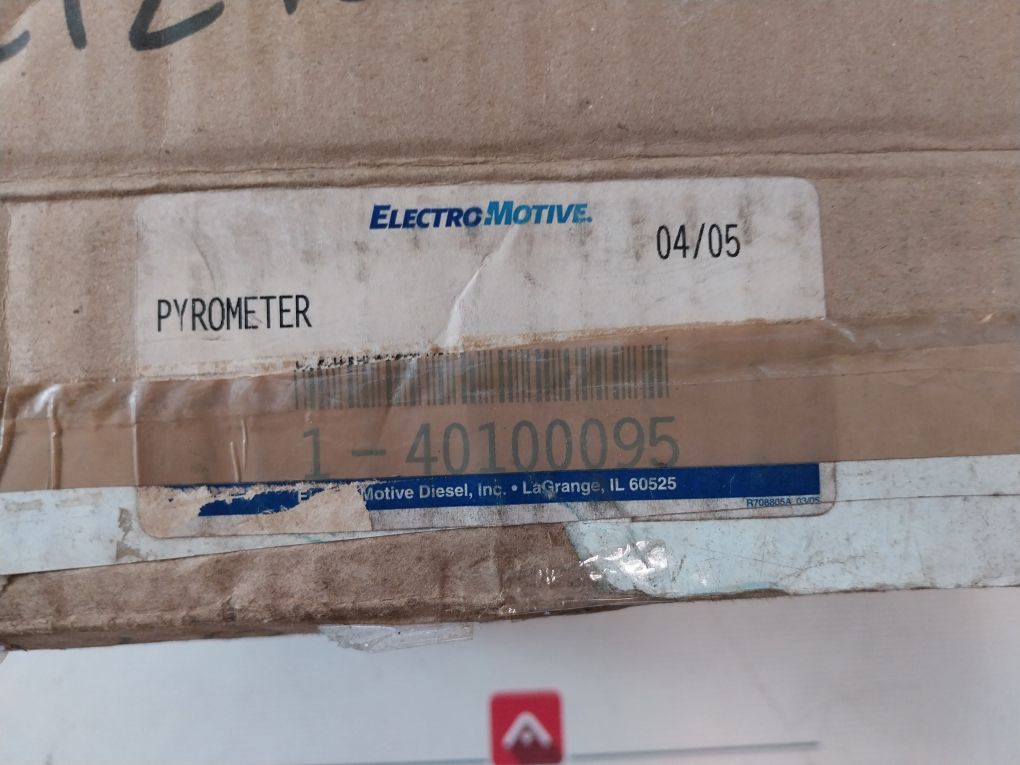 ELECTRO-MOTIVE.
04/05
PYROMETER
1-40100095
Motive Diesel, Inc. • LaGrange, IL 60525
R708805A 03/05